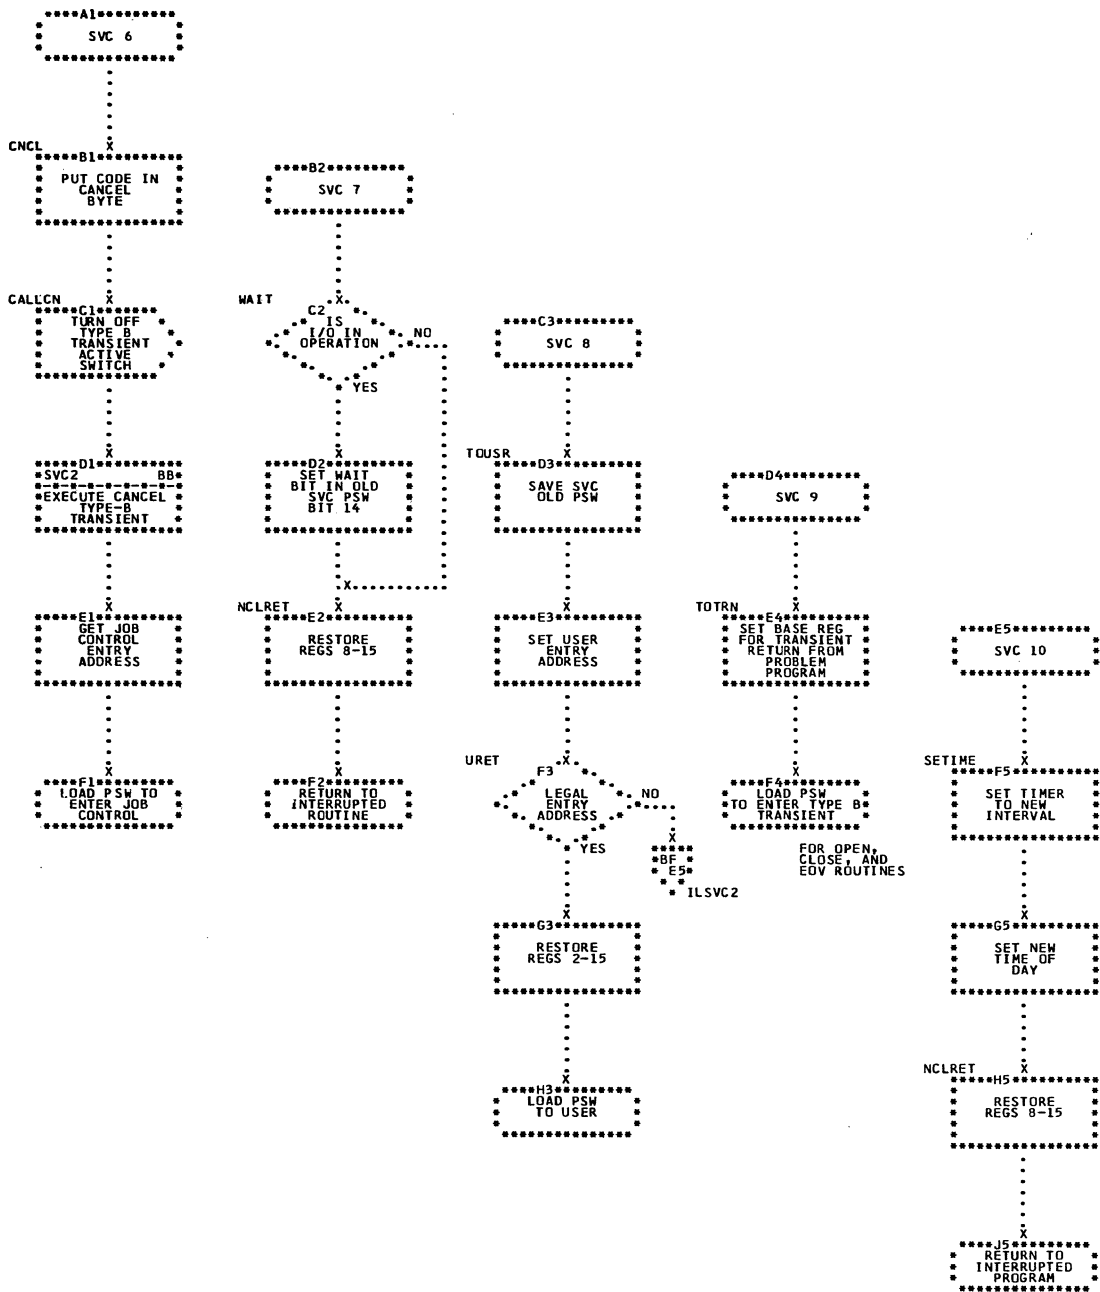 A1
SVC 6
CNCL
B1
PUT CODE IN
CANCEL
BYTE
CALLCN
C1
TURN OFF
TYPE B
TRANSIENT
ACTIVE
SWITCH
D1
SVC2 BB
EXECUTE CANCEL
TYPE-B
TRANSIENT
E1
GET JOB
CONTROL
ENTRY
ADDRESS
F1
LOAD PSW TO
ENTER JOB
CONTROL
B2
SVC 7
WAIT
C2
IS
I/O IN
OPERATION
NO
YES
D2
SET WAIT
BIT IN OLD
SVC PSW
BIT 14
NCLRET
E2
RESTORE
REGS 8-15
F2
RETURN TO
INTERRUPTED
ROUTINE
C3
SVC 8
TOUSR
D3
SAVE SVC
OLD PSW
E3
SET USER
ENTRY
ADDRESS
URET
F3
LEGAL
ENTRY
ADDRESS
NO
YES
BF
E5
ILSVC2
G3
RESTORE
REGS 2-15
H3
LOAD PSW
TO USER
D4
SVC 9
TOTRN
E4
SET BASE REG
FOR TRANSIENT
RETURN FROM
PROBLEM
PROGRAM
F4
LOAD PSW
TO ENTER TYPE B
TRANSIENT
FOR OPEN,
CLOSE, AND
EOV ROUTINES
E5
SVC 10
SETIME
F5
SET TIMER
TO NEW
INTERVAL
G5
SET NEW
TIME OF
DAY
NCLRET
H5
RESTORE
REGS 8-15
J5
RETURN TO
INTERRUPTED
PROGRAM